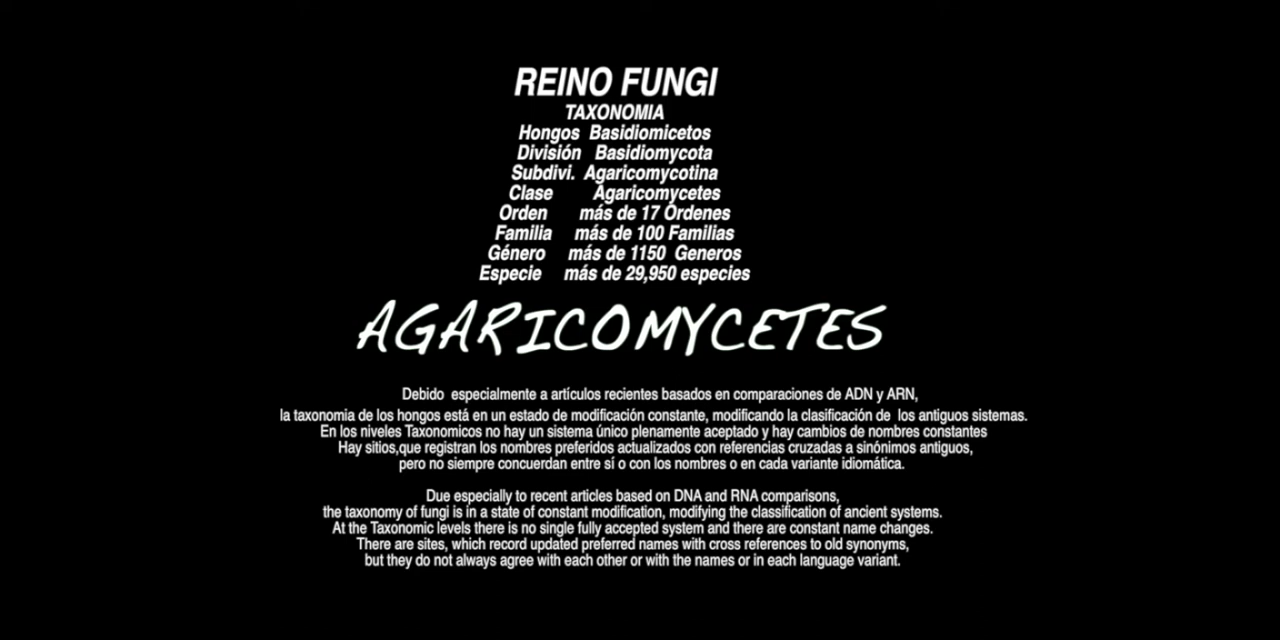 REINO FUNGI
TAXONOMIA
Hongos Basidiomicetos
División Basidiomycota
Subdivi. Agaricomycotina
Clase Agaricomycetes
Orden más de 17 Ordenes
Familia más de 100 Familias
Género más de 1150 Generos
Especie más de 29,950 especies
AGARICOMYCETES
Debido especialmente a artículos recientes basados en comparaciones de ADN y ARN,
la taxonomia de los hongos está en un estado de modificación constante, modificando la clasificación de los antiguos sistemas.
En los niveles Taxonomicos no hay un sistema único plenamente aceptado y hay cambios de nombres constantes
Hay sitios,que registran los nombres preferidos actualizados con referencias cruzadas a sinónimos antiguos,
pero no siempre concuerdan entre sí o con los nombres o en cada variante idiomática.
Due especially to recent articles based on DNA and RNA comparisons,
the taxonomy of fungi is in a state of constant modification, modifying the classification of ancient systems.
At the Taxonomic levels there is no single fully accepted system and there are constant name changes.
There are sites, which record updated preferred names with cross references to old synonyms,
but they do not always agree with each other or with the names or in each language variant.